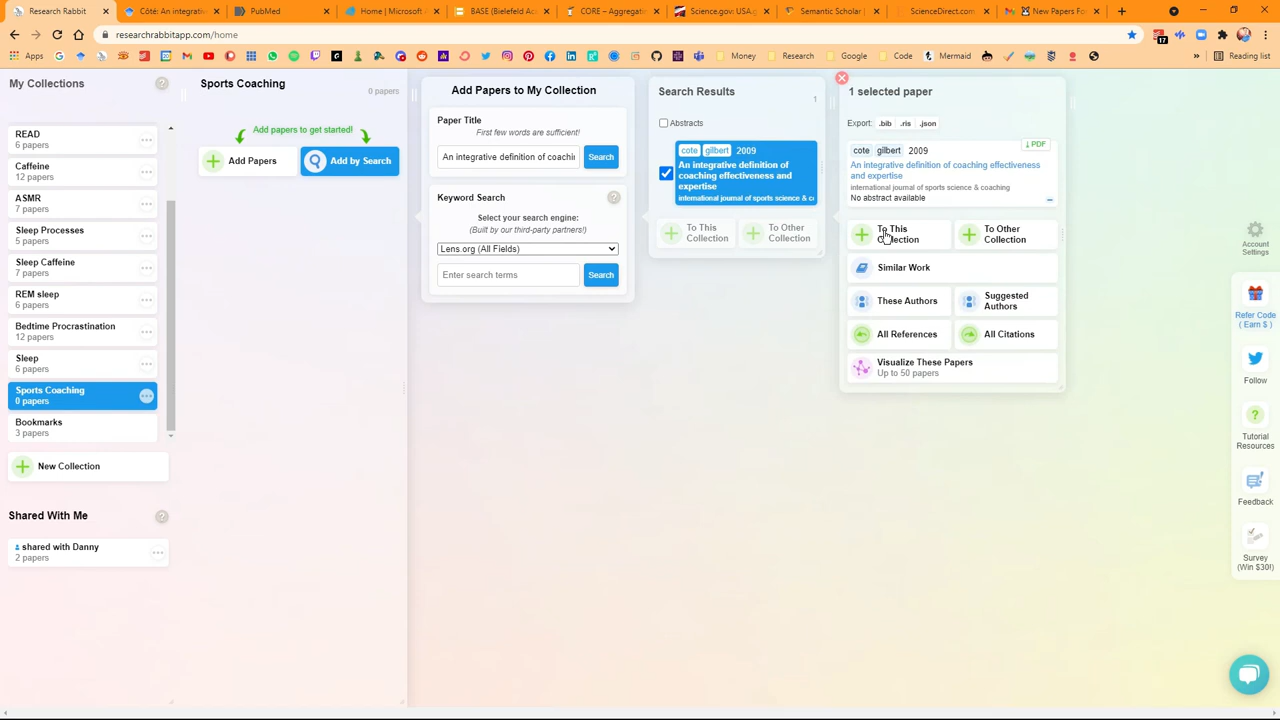 Research Rabbit
Côté: An integrativ
PubMed
Home | Microsoft A
BASE (Bielefeld Aca
CORE – Aggregatio
Science.gov: USA.g
Semantic Scholar |
ScienceDirect.com
New Papers For
researchrabbitapp.com/home
17
Apps
Money
Research
Google
Code
Mermaid
Reading list
My Collections
READ
6 papers
Caffeine
12 papers
ASMR
7 papers
Sleep Processes
5 papers
Sleep Caffeine
7 papers
REM sleep
6 papers
Bedtime Procrastination
12 papers
Sleep
6 papers
Sports Coaching
0 papers
Bookmarks
3 papers
New Collection
Shared With Me
shared with Danny
2 papers
Sports Coaching
0 papers
Add papers to get started!
Add Papers
Add by Search
Add Papers to My Collection
Paper Title
First few words are sufficient!
An integrative definition of coachin
Search
Keyword Search
Select your search engine:
(Built by our third-party partners!)
Lens.org (All Fields)
Enter search terms
Search
Search Results
1
Abstracts
cote gilbert 2009
An integrative definition of
coaching effectiveness and
expertise
international journal of sports science & c
To This
Collection
To Other
Collection
1 selected paper
Export: .bib .ris .json
cote gilbert 2009
PDF
An integrative definition of coaching effectiveness
and expertise
international journal of sports science & coaching
No abstract available
To This
Collection
To Other
Collection
Similar Work
These Authors
Suggested
Authors
All References
All Citations
Visualize These Papers
Up to 50 papers
Account
Settings
Refer Code
( Earn $ )
Follow
Tutorial
Resources
Feedback
Survey
(Win $30!)